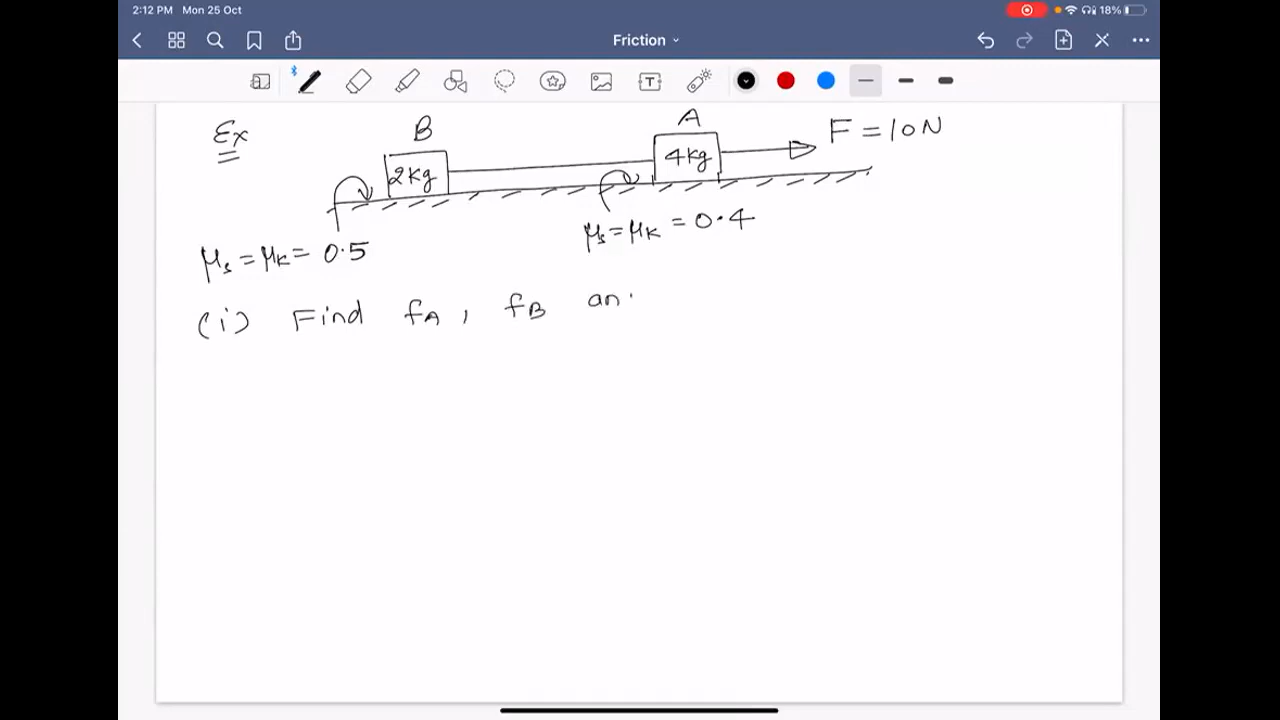 2:12 PM Mon 25 Oct
18%
Friction
Ex
B
A
F = 10N
2kg
4kg
μs = μK = 0.4
μs = μK = 0.5
(i) Find fA, fB an